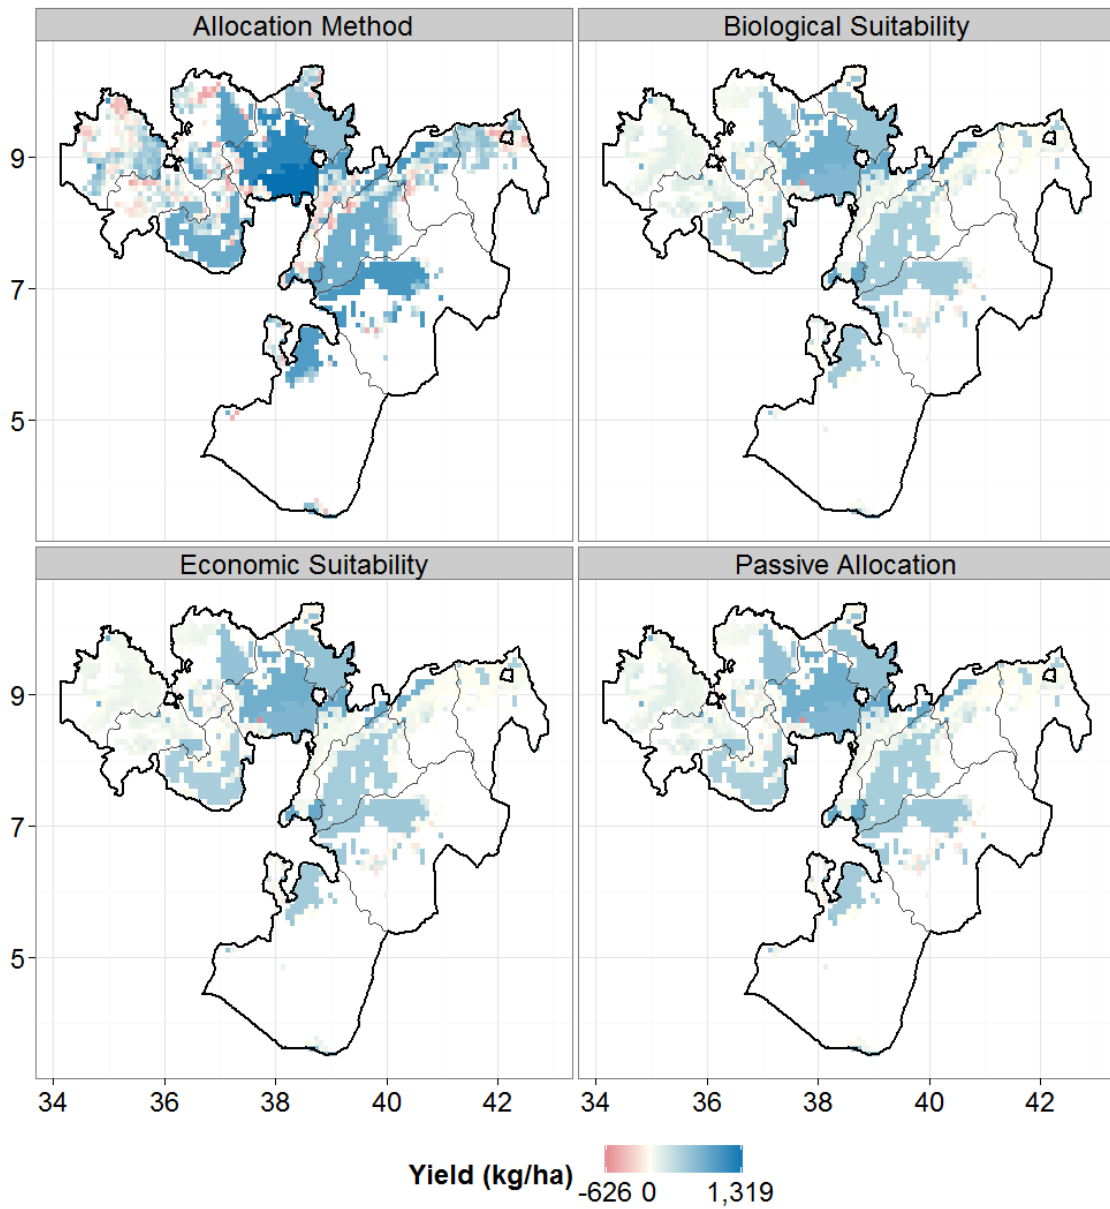 Allocation Method
Biological Suitability
9
7
5
Economic Suitability
Passive Allocation
9
7
5
34 36 38 40 42 34 36 38 40 42
Yield (kg/ha)
-626 0 1,319